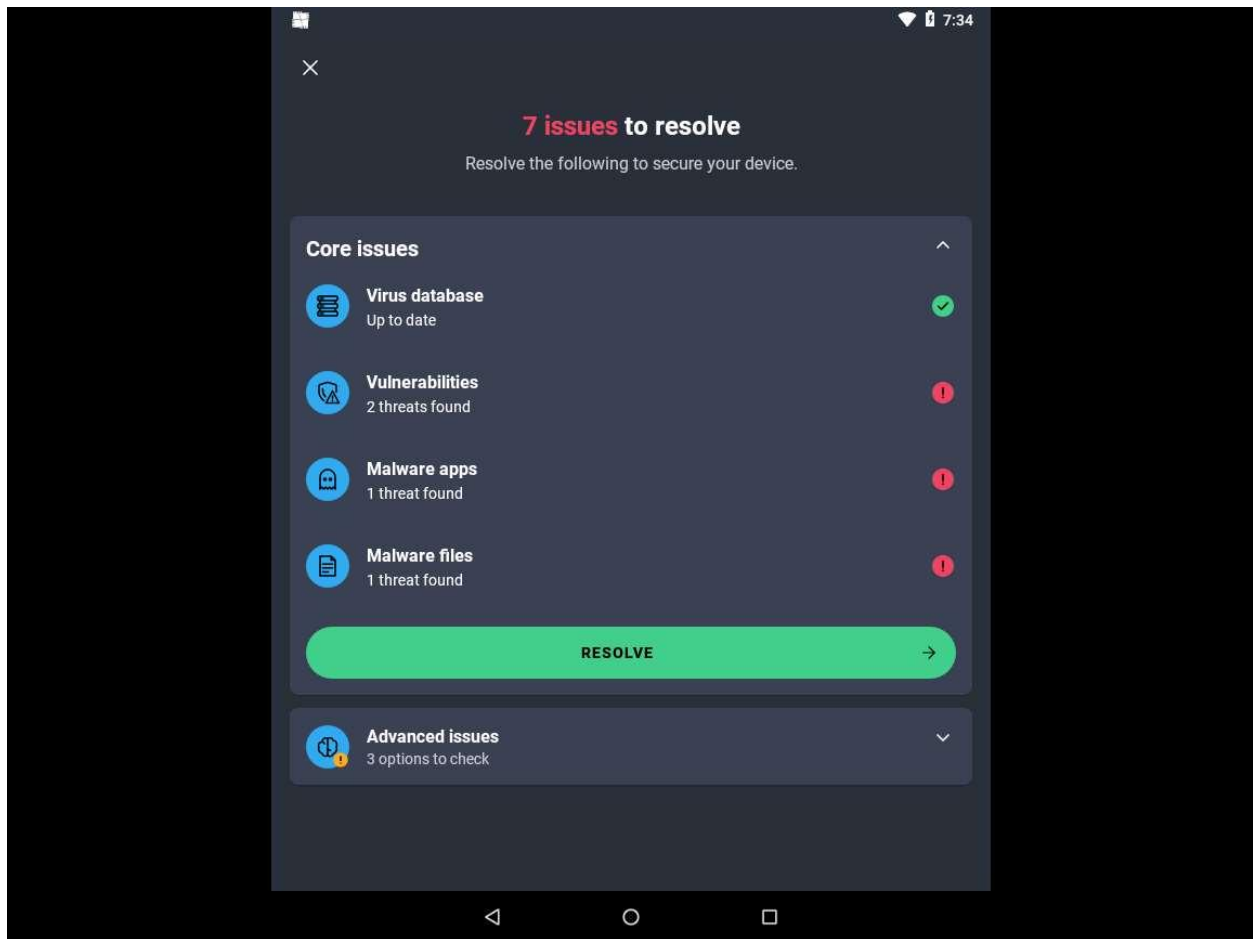 7:34
7 issues to resolve
Resolve the following to secure your device.
Core issues
Virus database
Up to date
Vulnerabilities
2 threats found
Malware apps
1 threat found
Malware files
1 threat found
RESOLVE
Advanced issues
3 options to check